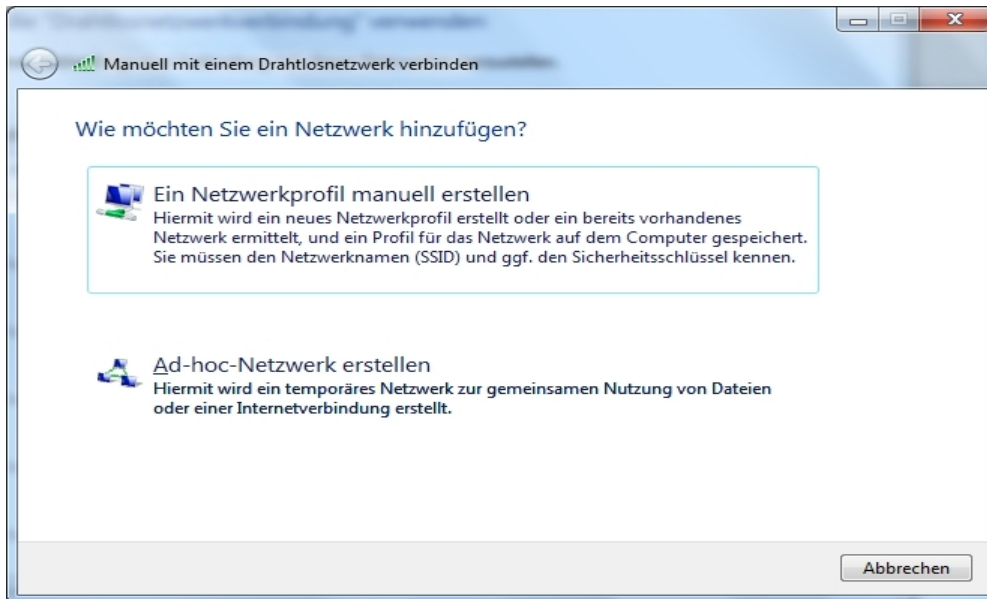 die "Drahtlosnetzwerkverbindung" verwenden
Manuell mit einem Drahtlosnetzwerk verbinden
Wie möchten Sie ein Netzwerk hinzufügen?
Ein Netzwerkprofil manuell erstellen
Hiermit wird ein neues Netzwerkprofil erstellt oder ein bereits vorhandenes
Netzwerk ermittelt, und ein Profil für das Netzwerk auf dem Computer gespeichert.
Sie müssen den Netzwerknamen (SSID) und ggf. den Sicherheitsschlüssel kennen.
Ad-hoc-Netzwerk erstellen
Hiermit wird ein temporäres Netzwerk zur gemeinsamen Nutzung von Dateien
oder einer Internetverbindung erstellt.
Abbrechen